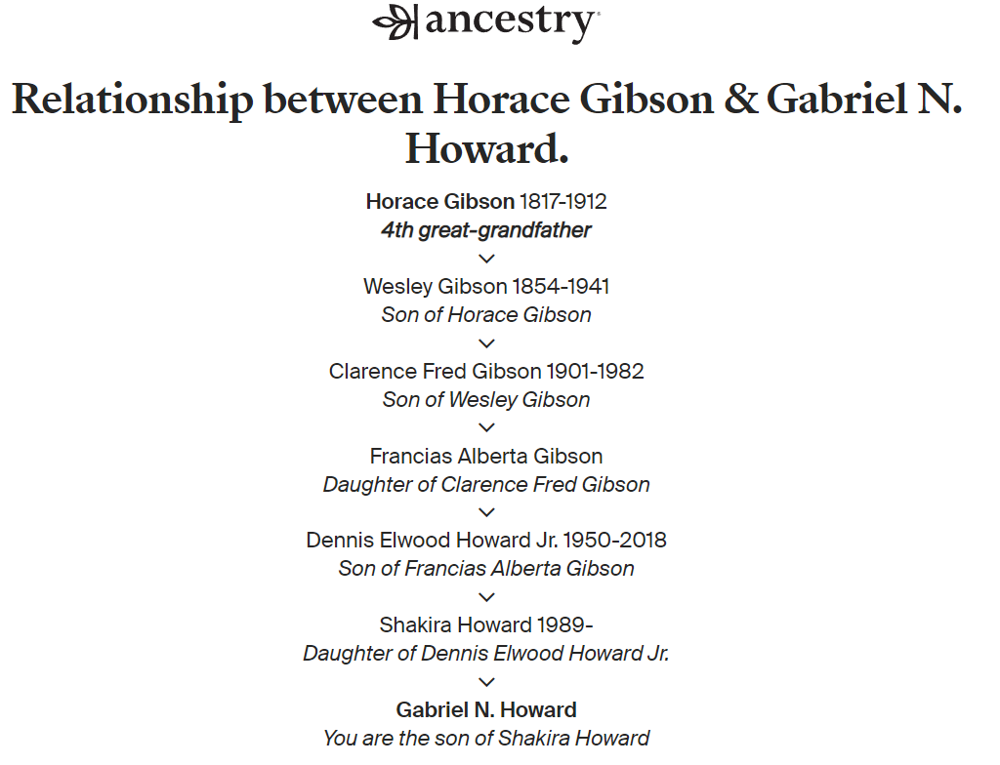 ancestry
Relationship between Horace Gibson & Gabriel N.
Howard.
Horace Gibson 1817-1912
4th great-grandfather
Wesley Gibson 1854-1941
Son of Horace Gibson
Clarence Fred Gibson 1901-1982
Son of Wesley Gibson
Francias Alberta Gibson
Daughter of Clarence Fred Gibson
Dennis Elwood Howard Jr. 1950-2018
Son of Francias Alberta Gibson
Shakira Howard 1989-
Daughter of Dennis Elwood Howard Jr.
Gabriel N. Howard
You are the son of Shakira Howard